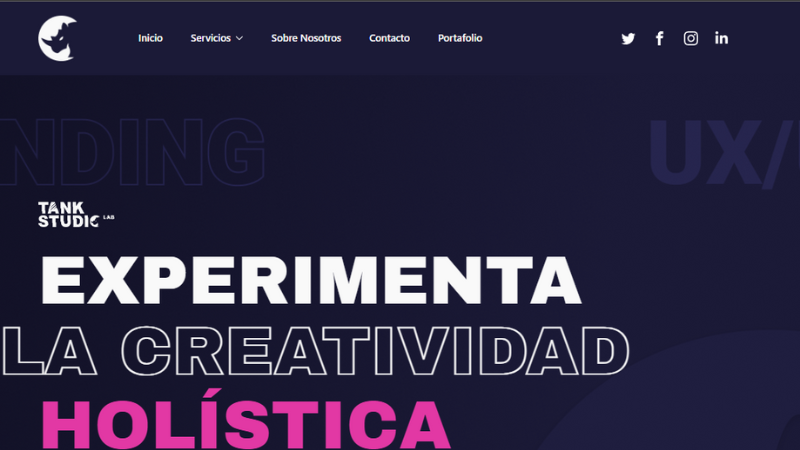 Inicio
Servicios
Sobre Nosotros
Contacto
Portafolio
NDING
UX/
TANK
STUDIO LAB
EXPERIMENTA
LA CREATIVIDAD
HOLÍSTICA